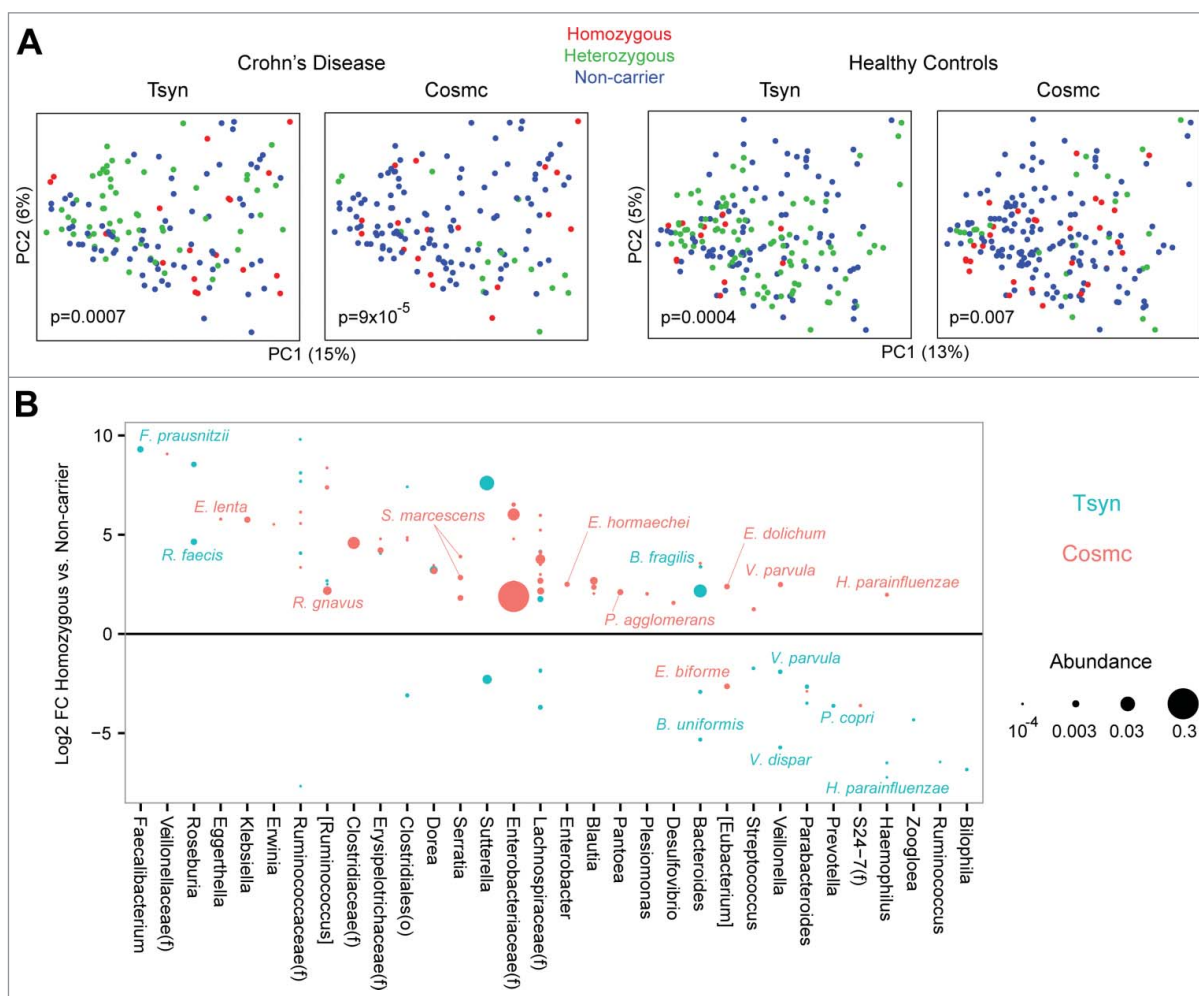 A
Homozygous
Heterozygous
Non-carrier
Crohn's Disease
Healthy Controls
Tsyn
Cosmc
Tsyn
Cosmc
PC2 (6%)
p=0.0007
p=9x10⁻⁵
PC1 (15%)
PC2 (5%)
p=0.0004
p=0.007
PC1 (13%)
B
Log2 FC Homozygous vs. Non-carrier
10
5
0
−5
F. prausnitzii
E. lenta
R. faecis
R. gnavus
S. marcescens
E. hormaechei
B. fragilis
E. dolichum
V. parvula
P. agglomerans
H. parainfluenzae
E. biforme
V. parvula
B. uniformis
P. copri
V. dispar
H. parainfluenzae
Tsyn
Cosmc
Abundance
10⁻⁴ 0.003 0.03 0.3
Faecalibacterium
Veillonellaceae(f)
Roseburia
Eggerthella
Klebsiella
Erwinia
Ruminococcaceae(f)
[Ruminococcus]
Clostridiaceae(f)
Erysipelotrichaceae(f)
Clostridiales(o)
Dorea
Serratia
Sutterella
Enterobacteriaceae(f)
Lachnospiraceae(f)
Enterobacter
Blautia
Pantoea
Plesiomonas
Desulfovibrio
Bacteroides
[Eubacterium]
Streptococcus
Veillonella
Parabacteroides
Prevotella
S24−7(f)
Haemophilus
Zoogloea
Ruminococcus
Bilophila